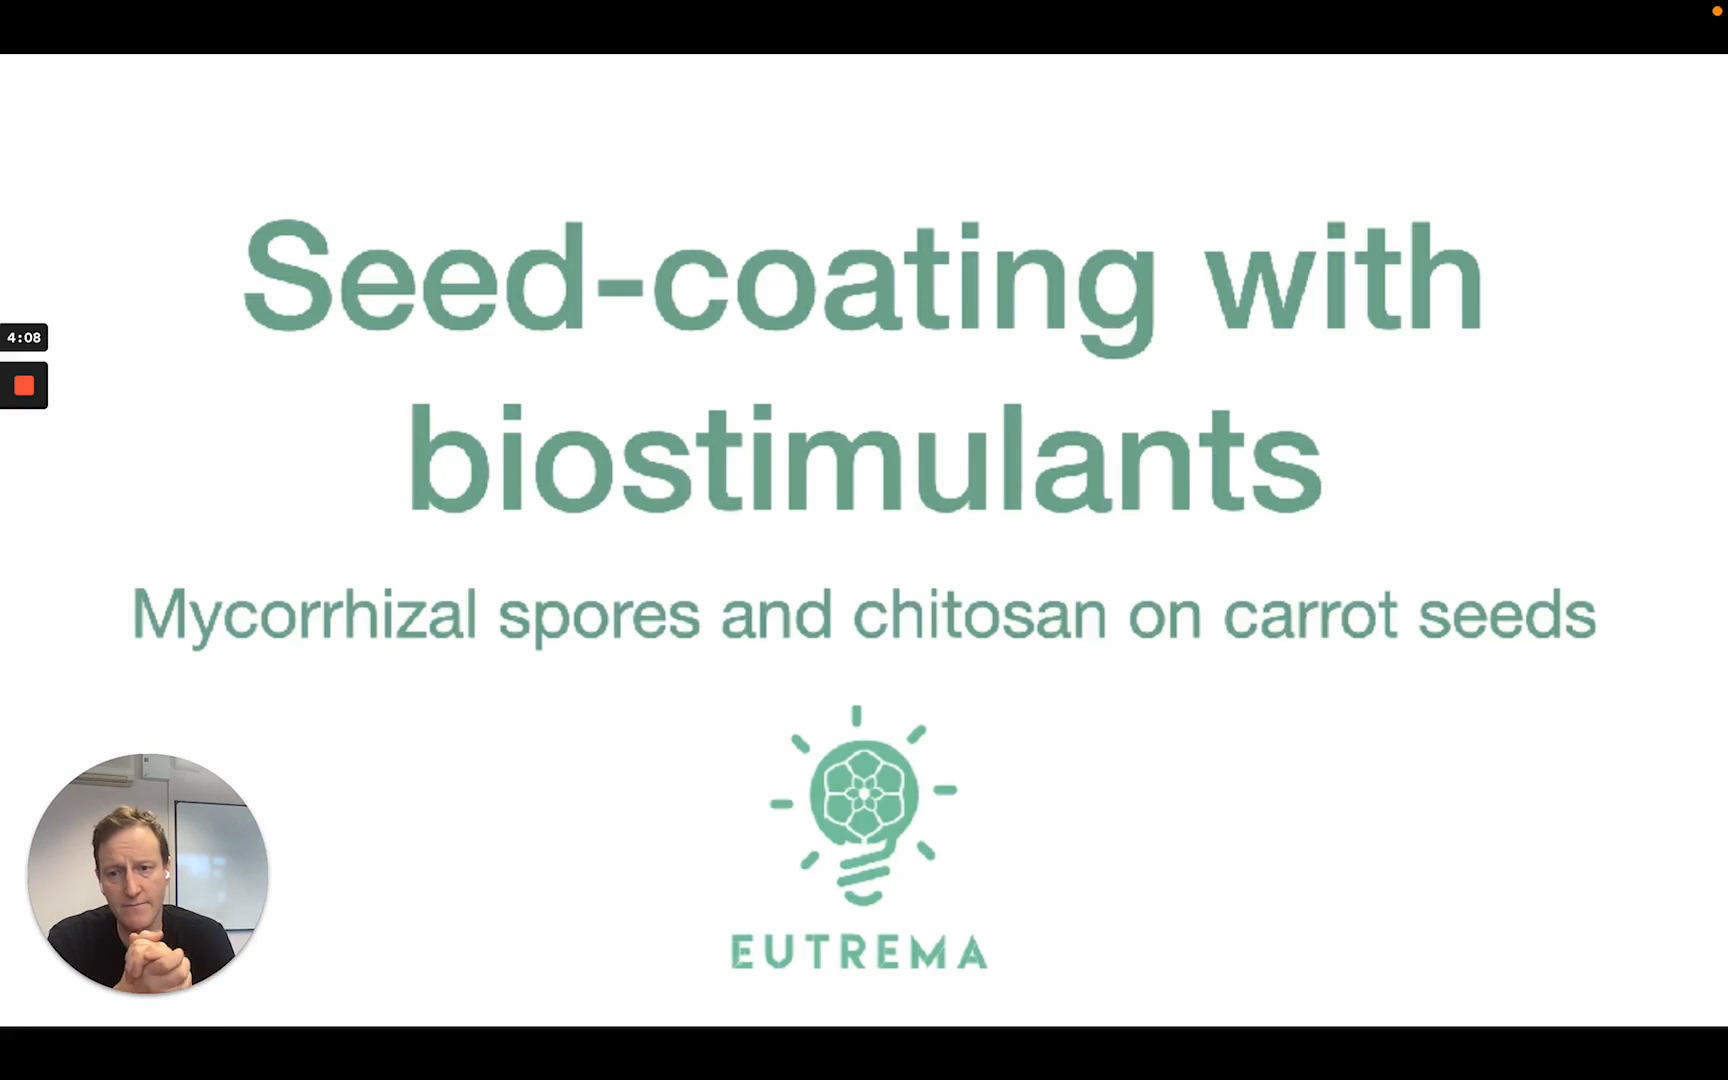 Seed-coating with
biostimulants
Mycorrhizal spores and chitosan on carrot seeds
4:08
EUTREMA